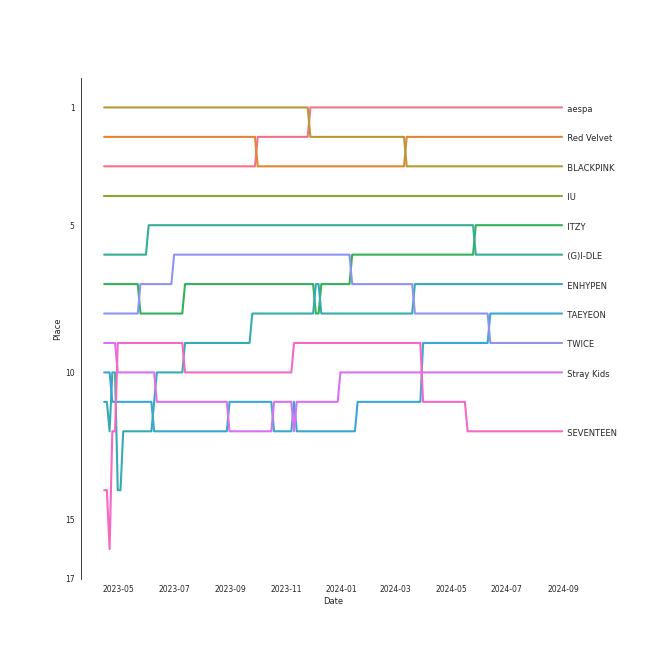 1
5
10
15
17
Place
aespa
Red Velvet
BLACKPINK
IU
ITZY
(G)I-DLE
ENHYPEN
TAEYEON
TWICE
Stray Kids
SEVENTEEN
2023-05 2023-07 2023-09 2023-11 2024-01 2024-03 2024-05 2024-07 2024-09
Date